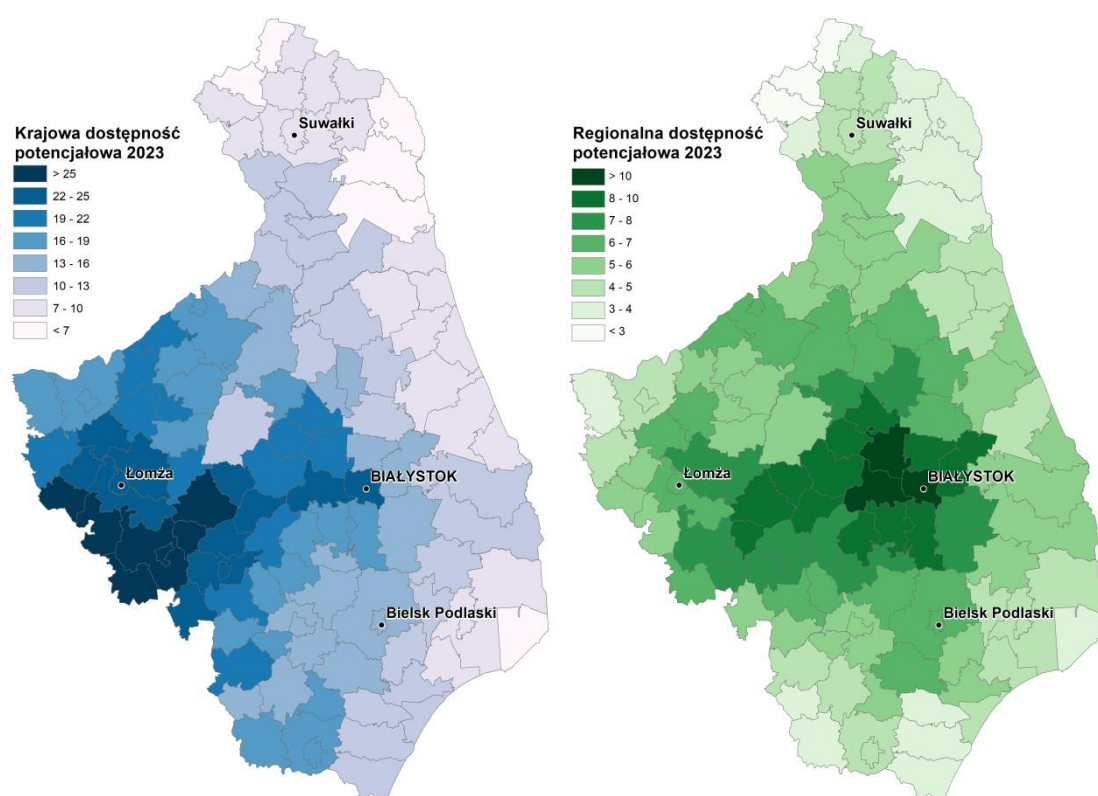 Krajowa dostępność
potencjałowa 2023
> 25
22 - 25
19 - 22
16 - 19
13 - 16
10 - 13
7 - 10
< 7
Suwałki
Łomża
BIAŁYSTOK
Bielsk Podlaski
Regionalna dostępność
potencjałowa 2023
> 10
8 - 10
7 - 8
6 - 7
5 - 6
4 - 5
3 - 4
< 3
Suwałki
Łomża
BIAŁYSTOK
Bielsk Podlaski